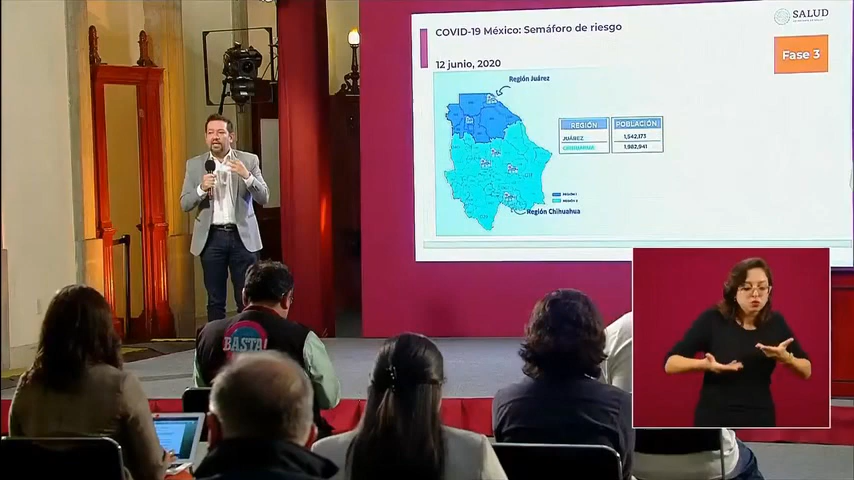 COVID-19 México: Semáforo de riesgo
SALUD
Fase 3
12 junio, 2020
Región Juárez
REGIÓN
POBLACIÓN
JUÁREZ
1,542,173
CHIHUAHUA
1,982,941
Región Chihuahua
BASTA!